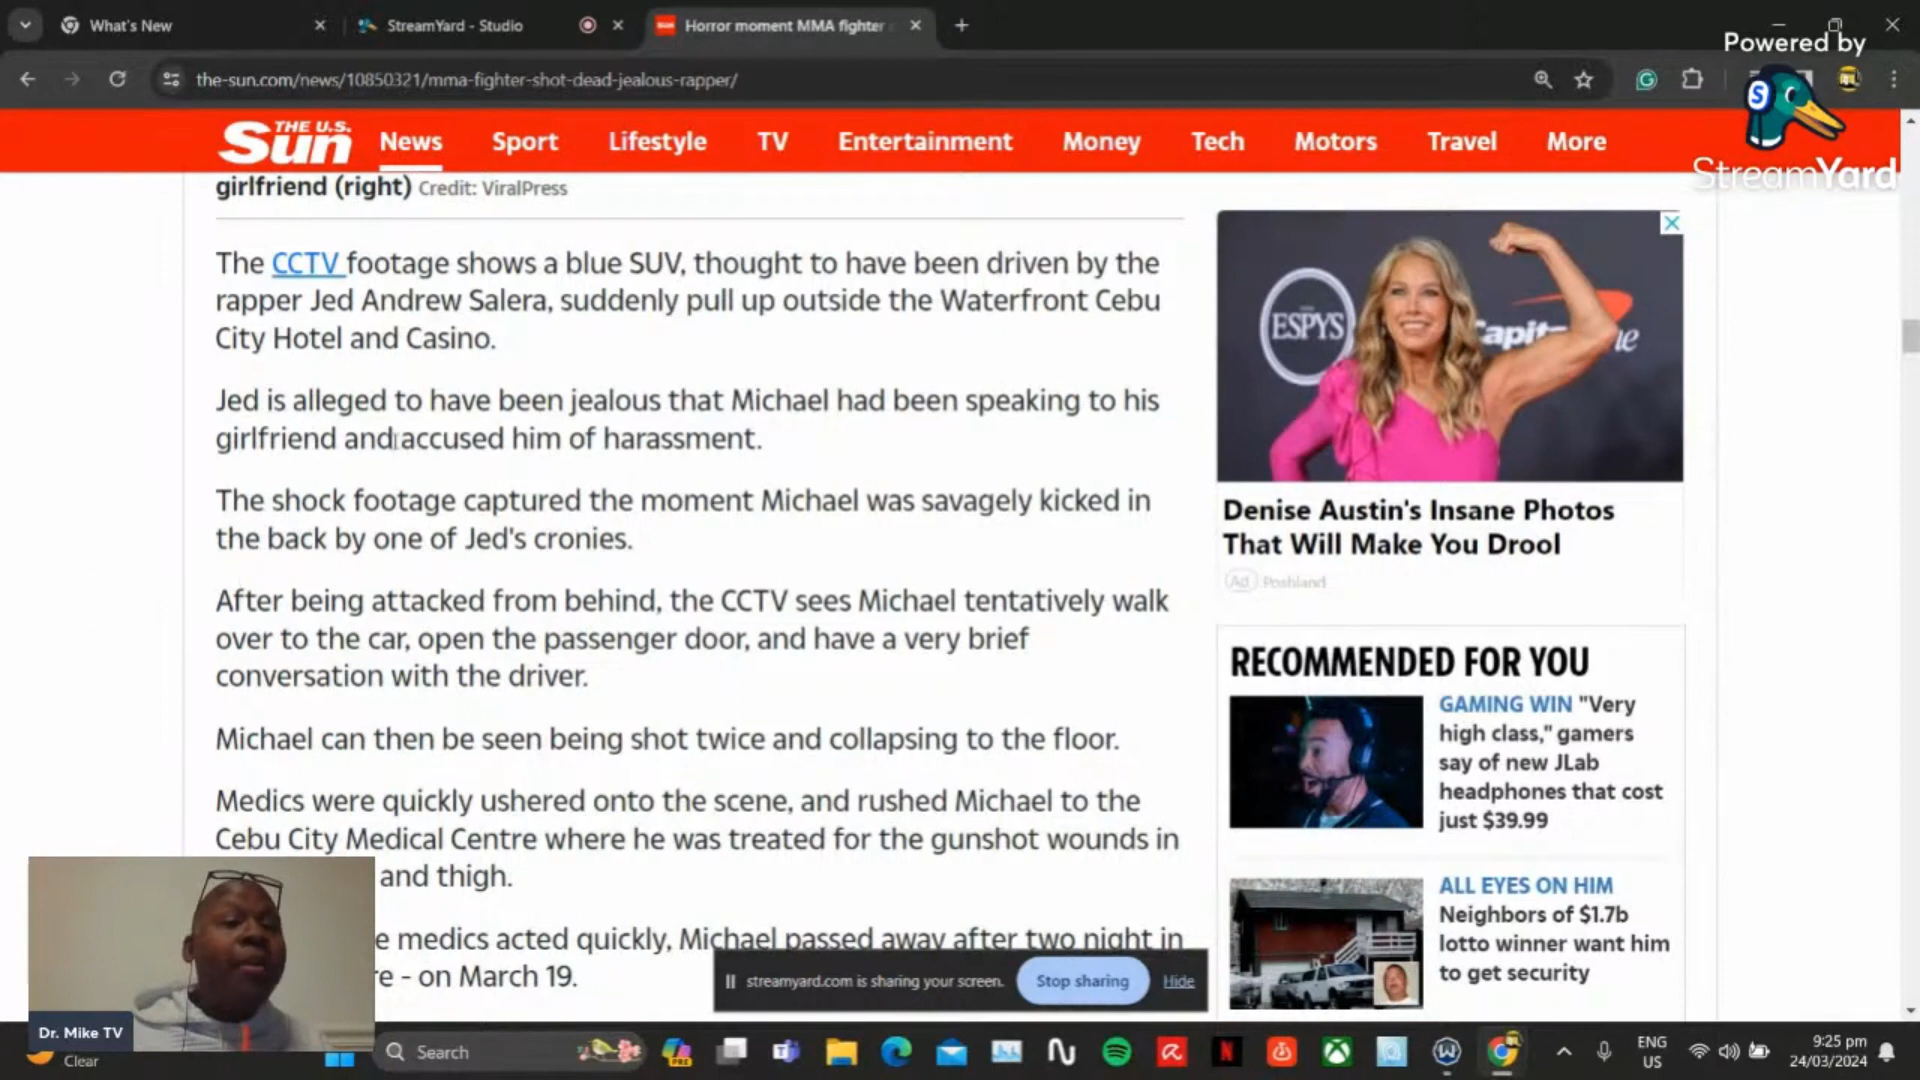 What's New
StreamYard - Studio
Horror moment MMA fighter
Powered by
the-sun.com/news/10850321/mma-fighter-shot-dead-jealous-rapper/
S
StreamYard
THE U.S.
Sun
News
Sport
Lifestyle
TV
Entertainment
Money
Tech
Motors
Travel
More
girlfriend (right) Credit: ViralPress
The CCTV footage shows a blue SUV, thought to have been driven by the
rapper Jed Andrew Salera, suddenly pull up outside the Waterfront Cebu
City Hotel and Casino.
Jed is alleged to have been jealous that Michael had been speaking to his
girlfriend and accused him of harassment.
The shock footage captured the moment Michael was savagely kicked in
the back by one of Jed's cronies.
After being attacked from behind, the CCTV sees Michael tentatively walk
over to the car, open the passenger door, and have a very brief
conversation with the driver.
Michael can then be seen being shot twice and collapsing to the floor.
Medics were quickly ushered onto the scene, and rushed Michael to the
Cebu City Medical Centre where he was treated for the gunshot wounds in
and thigh.
e medics acted quickly, Michael passed away after two night in
e - on March 19.
ESPYS
Denise Austin's Insane Photos
That Will Make You Drool
Ad Poshland
RECOMMENDED FOR YOU
GAMING WIN "Very
high class," gamers
say of new JLab
headphones that cost
just $39.99
ALL EYES ON HIM
Neighbors of $1.7b
lotto winner want him
to get security
streamyard.com is sharing your screen.
Stop sharing
Hide
Dr. Mike TV
Clear
Search
PRE
ENG
US
9:25 pm
24/03/2024